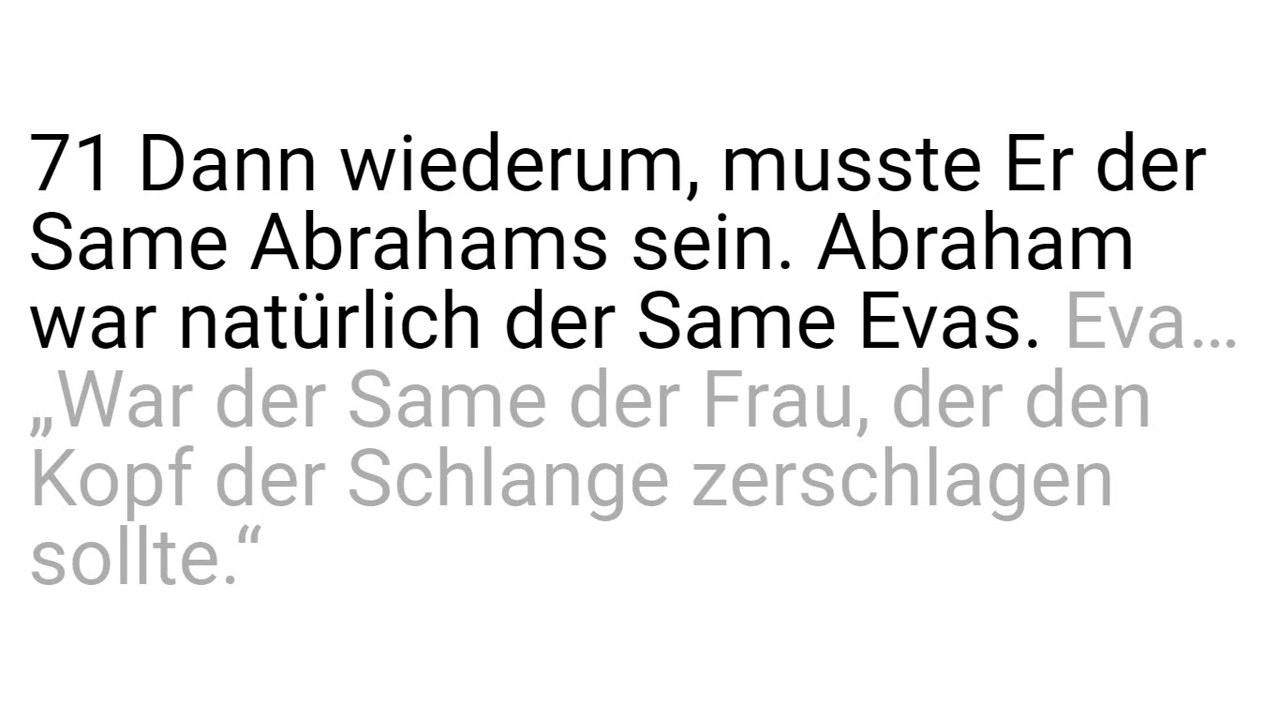 71 Dann wiederum, musste Er der
Same Abrahams sein. Abraham
war natürlich der Same Evas. Eva…
„War der Same der Frau, der den
Kopf der Schlange zerschlagen
sollte.“